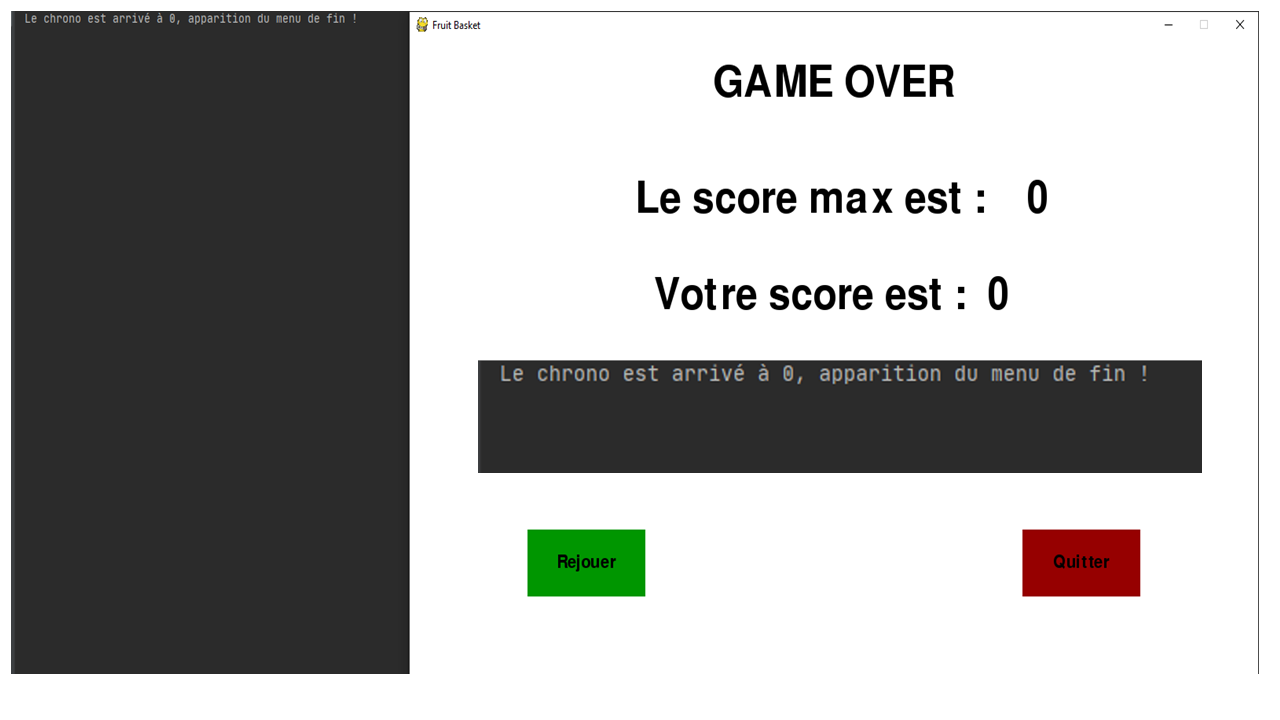 Le chrono est arrivé à 0, apparition du menu de fin !
Fruit Basket
GAME OVER
Le score max est : 0
Votre score est : 0
Le chrono est arrivé à 0, apparition du menu de fin !
Rejouer
Quitter